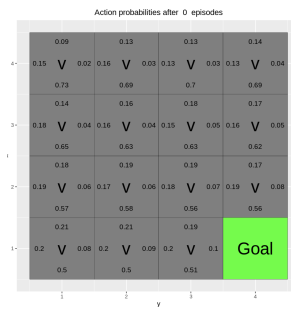 Action probabilities after 0 episodes
0.09 0.13 0.13 0.14
4 0.15 V 0.02 0.16 V 0.03 0.13 V 0.03 0.13 V 0.04
0.73 0.69 0.7 0.69
0.14 0.16 0.18 0.17
3 0.18 V 0.04 0.16 V 0.04 0.15 V 0.05 0.16 V 0.05
0.65 0.63 0.63 0.62
0.18 0.19 0.19 0.17
2 0.19 V 0.06 0.17 V 0.06 0.18 V 0.07 0.19 V 0.08
0.57 0.58 0.56 0.56
0.21 0.21 0.19
1 0.2 V 0.08 0.2 V 0.09 0.2 V 0.1 Goal
0.5 0.5 0.51
1 2 3 4
y